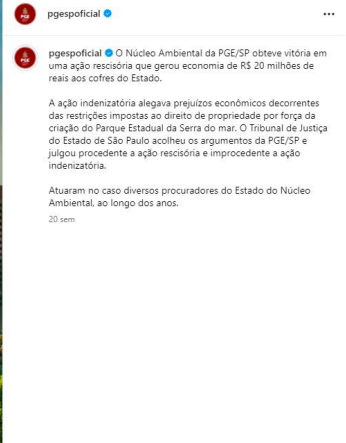 PGE
pgespoficial
PGE
pgespoficial O Núcleo Ambiental da PGE/SP obteve vitória em
uma ação rescisória que gerou economia de R$ 20 milhões de
reais aos cofres do Estado.
A ação indenizatória alegava prejuízos econômicos decorrentes
das restrições impostas ao direito de propriedade por força da
criação do Parque Estadual da Serra do mar. O Tribunal de Justiça
do Estado de São Paulo acolheu os argumentos da PGE/SP e
julgou procedente a ação rescisória e improcedente a ação
indenizatória.
Atuaram no caso diversos procuradores do Estado do Núcleo
Ambiental, ao longo dos anos.
20 sem